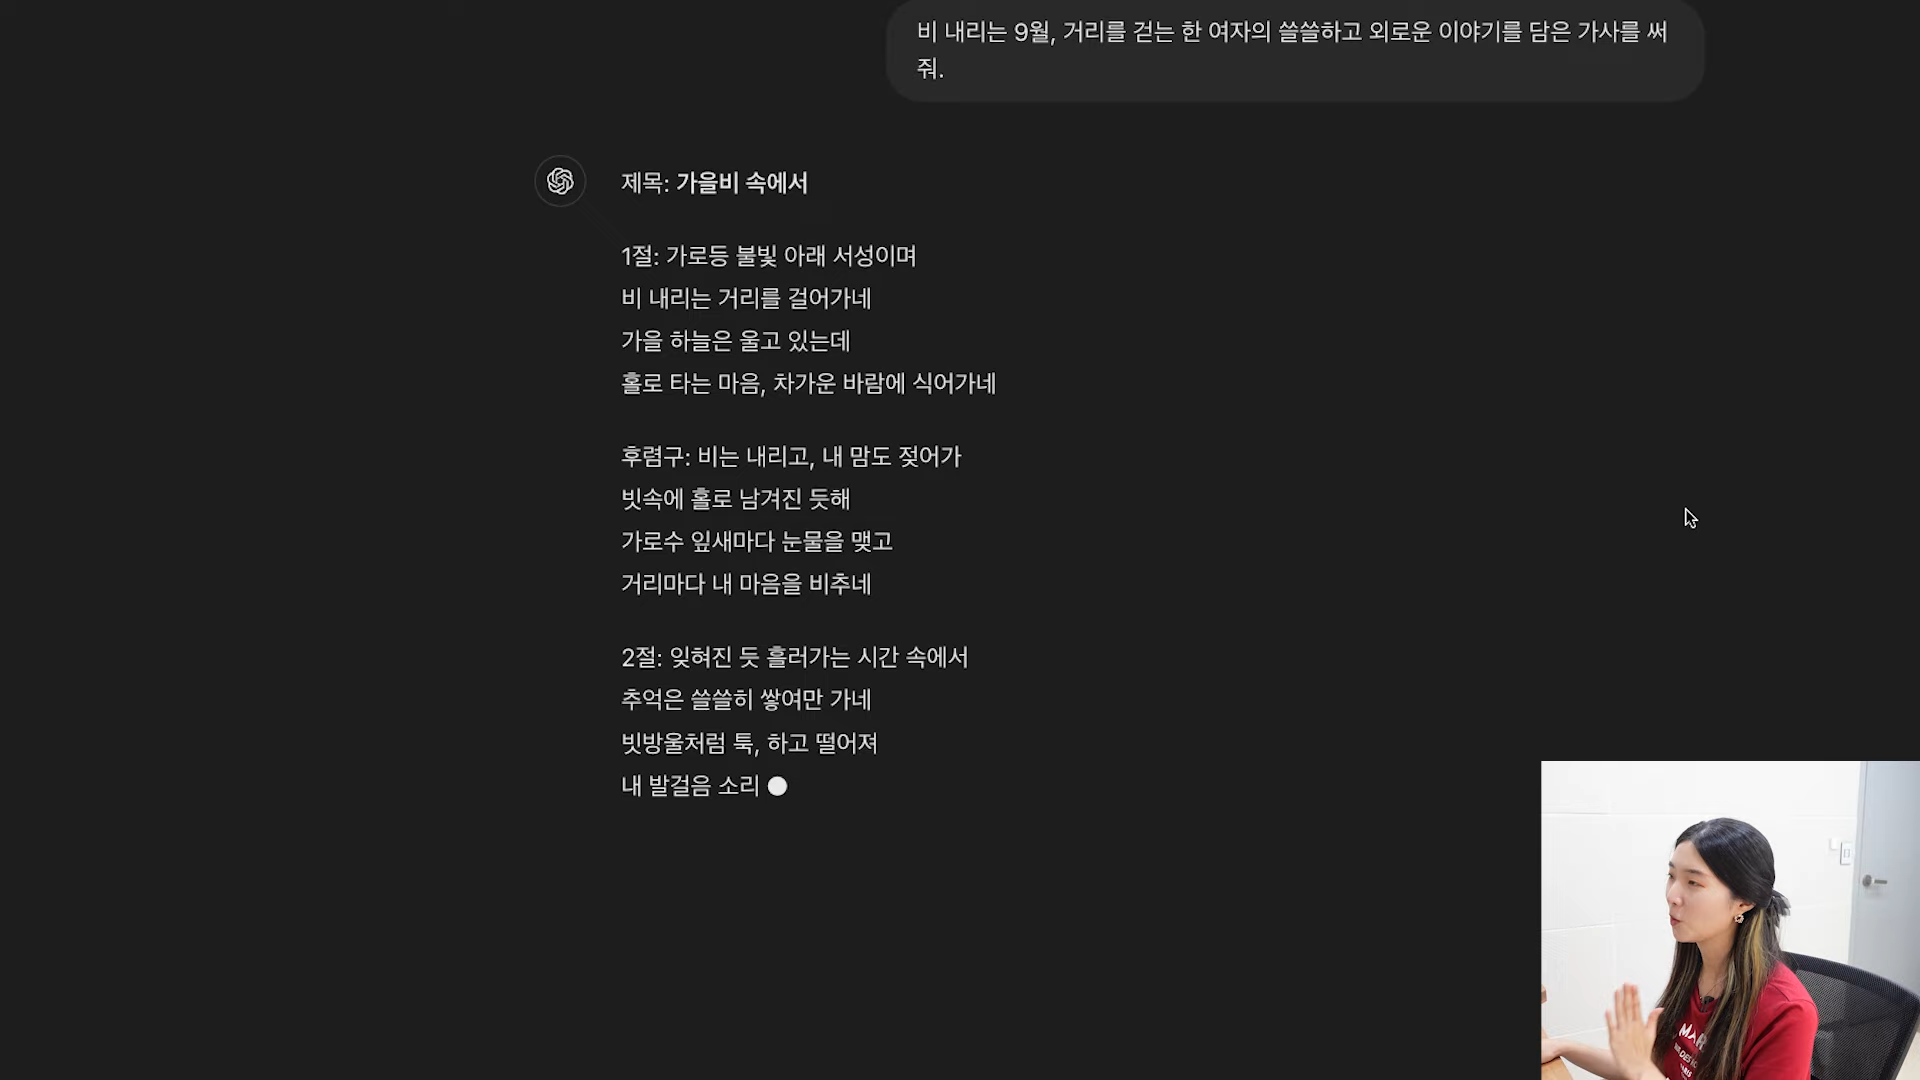 비 내리는 9월, 거리를 걷는 한 여자의 쓸쓸하고 외로운 이야기를 담은 가사를 써
줘.
제목: 가을비 속에서
1절: 가로등 불빛 아래 서성이며
비 내리는 거리를 걸어가네
가을 하늘은 울고 있는데
홀로 타는 마음, 차가운 바람에 식어가네
후렴구: 비는 내리고, 내 맘도 젖어가
빗속에 홀로 남겨진 듯해
가로수 잎새마다 눈물을 맺고
거리마다 내 마음을 비추네
2절: 잊혀진 듯 흘러가는 시간 속에서
추억은 쓸쓸히 쌓여만 가네
빗방울처럼 툭, 하고 떨어져
내 발걸음 소리